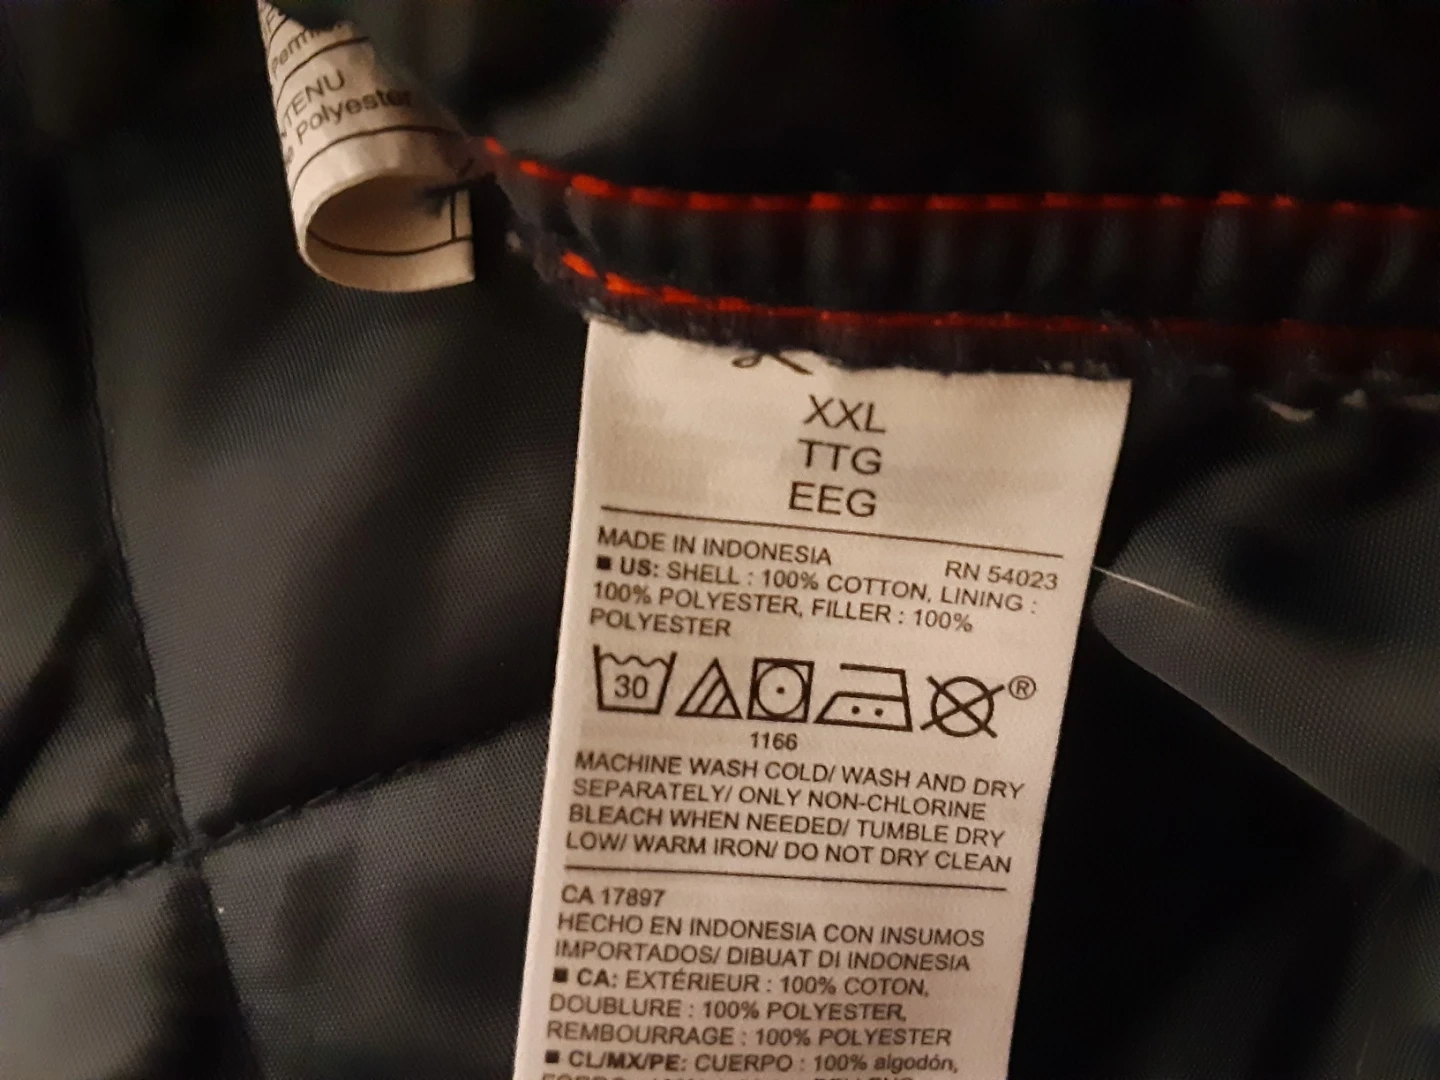 TENU
Polyester
XXL
TTG
EEG
MADE IN INDONESIA
RN 54023
■ US: SHELL : 100% COTTON, LINING :
100% POLYESTER, FILLER : 100%
POLYESTER
30
®
1166
MACHINE WASH COLD/ WASH AND DRY
SEPARATELY/ ONLY NON-CHLORINE
BLEACH WHEN NEEDED/ TUMBLE DRY
LOW/ WARM IRON/ DO NOT DRY CLEAN
CA 17897
HECHO EN INDONESIA CON INSUMOS
IMPORTADOS/ DIBUAT DI INDONESIA
■ CA: EXTÉRIEUR : 100% COTON,
DOUBLURE : 100% POLYESTER,
REMBOURRAGE : 100% POLYESTER
■ CL/MX/PE: CUERPO : 100% algodón,